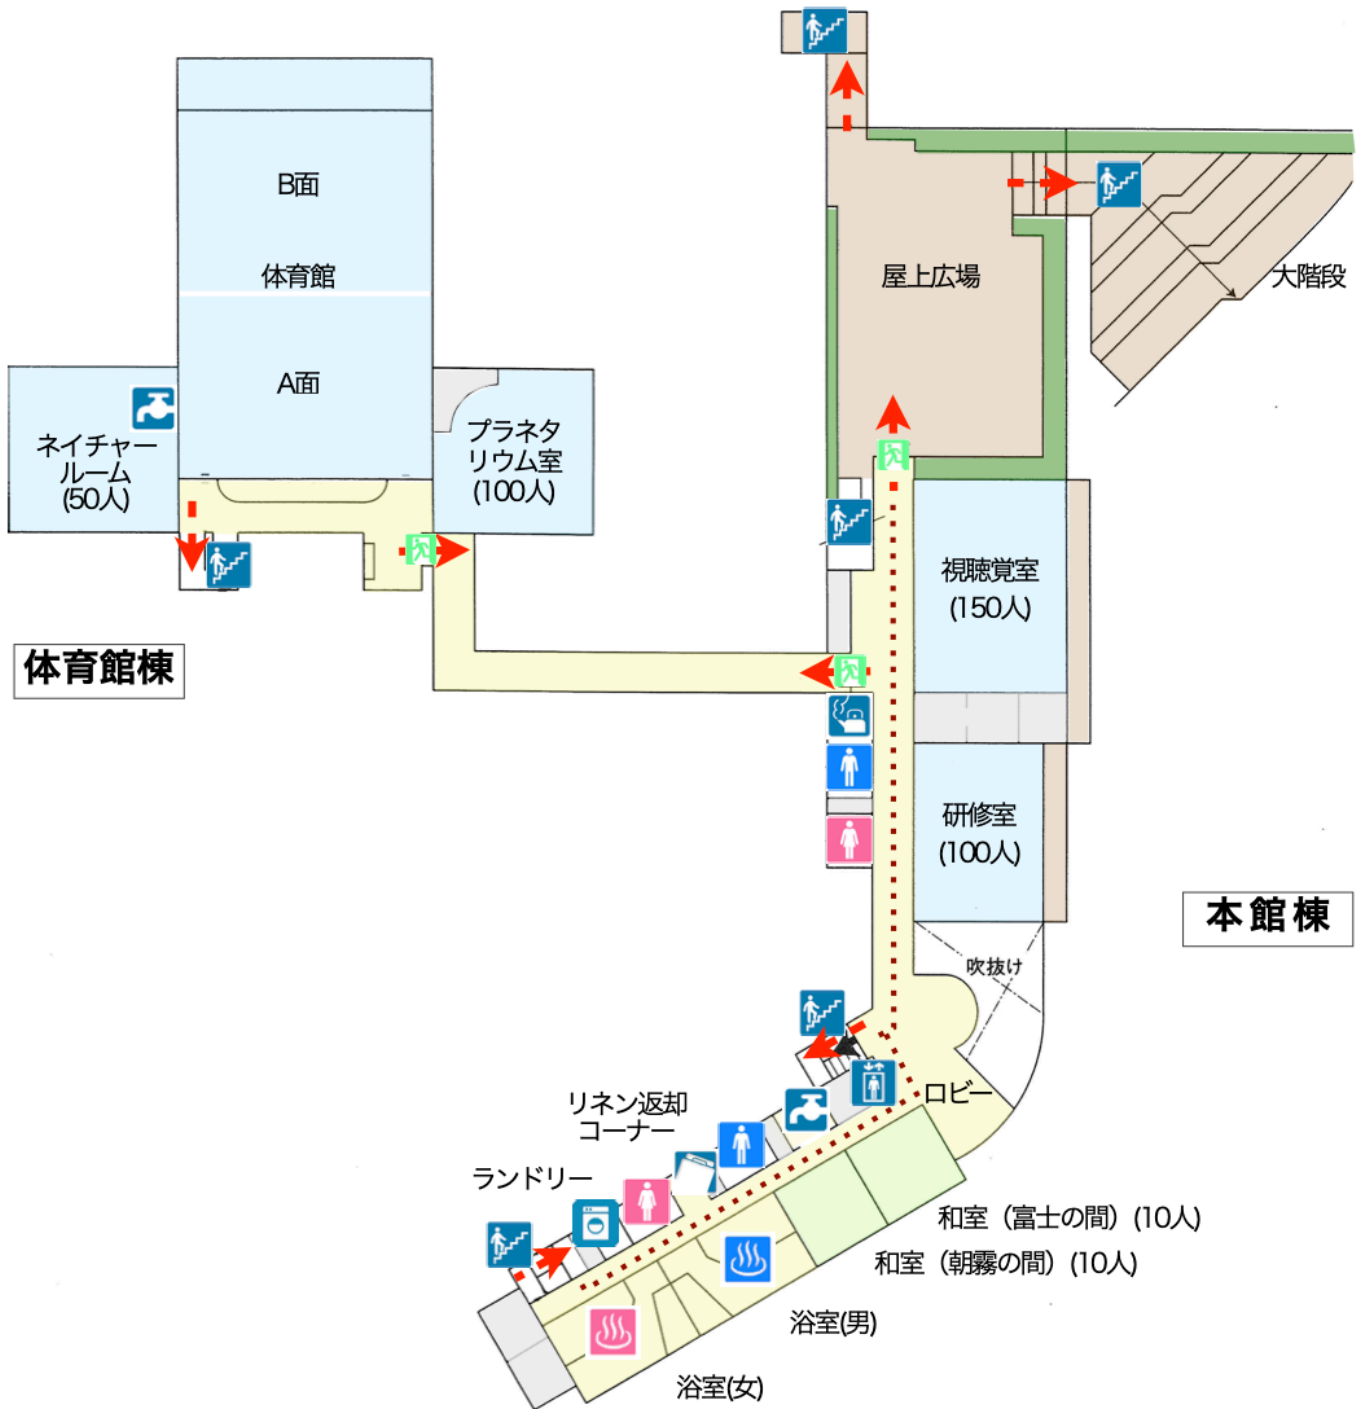 B面
体育館
A面
ネイチャー
ルーム
(50人)
プラネタ
リウム室
(100人)
屋上広場
大階段
視聴覚室
(150人)
体育館棟
研修室
(100人)
本館棟
吹抜け
ロビー
リネン返却
コーナー
ランドリー
和室（富士の間）(10人)
和室（朝霧の間）(10人)
浴室(男)
浴室(女)